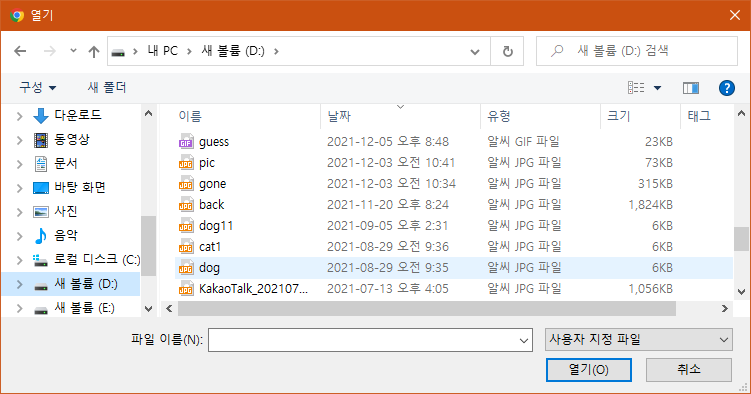 열기
내 PC > 새 볼륨 (D:) >
새 볼륨 (D:) 검색
구성 새 폴더
다운로드
동영상
문서
바탕 화면
사진
음악
로컬 디스크 (C:)
새 볼륨 (D:)
새 볼륨 (E:)
이름 날짜 유형 크기 태그
guess 2021-12-05 오후 8:48 알씨 GIF 파일 23KB
pic 2021-12-03 오전 10:41 알씨 JPG 파일 73KB
gone 2021-12-03 오전 10:34 알씨 JPG 파일 315KB
back 2021-11-20 오후 8:24 알씨 JPG 파일 1,824KB
dog11 2021-09-05 오후 2:31 알씨 JPG 파일 6KB
cat1 2021-08-29 오전 9:36 알씨 JPG 파일 6KB
dog 2021-08-29 오전 9:35 알씨 JPG 파일 6KB
KakaoTalk_202107... 2021-07-13 오후 4:05 알씨 JPG 파일 1,056KB
파일 이름(N):
사용자 지정 파일
열기(O) 취소